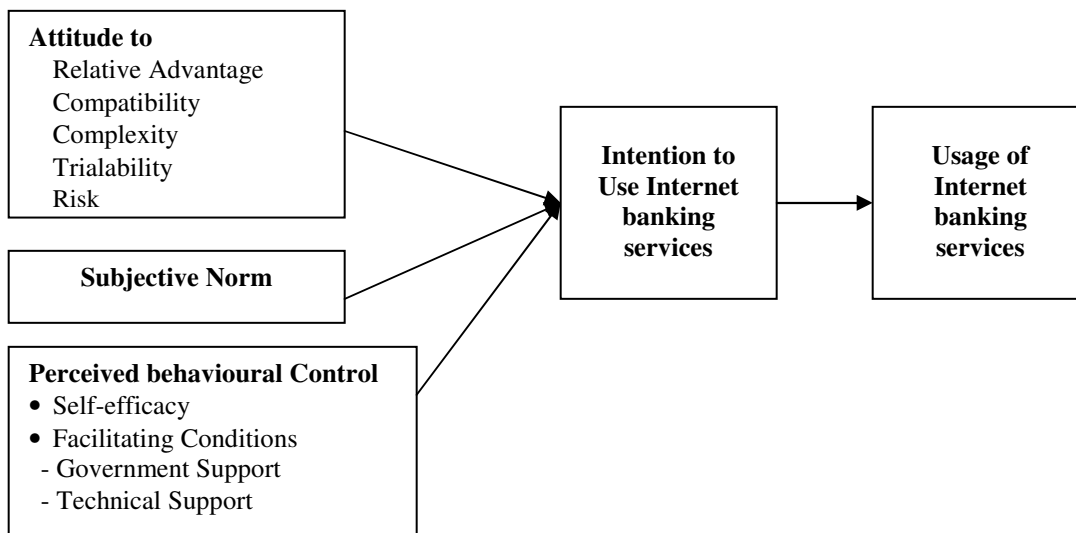 Attitude to
Relative Advantage
Compatibility
Complexity
Trialability
Risk
Subjective Norm
Perceived behavioural Control
• Self-efficacy
• Facilitating Conditions
- Government Support
- Technical Support
Intention to
Use Internet
banking
services
Usage of
Internet
banking
services